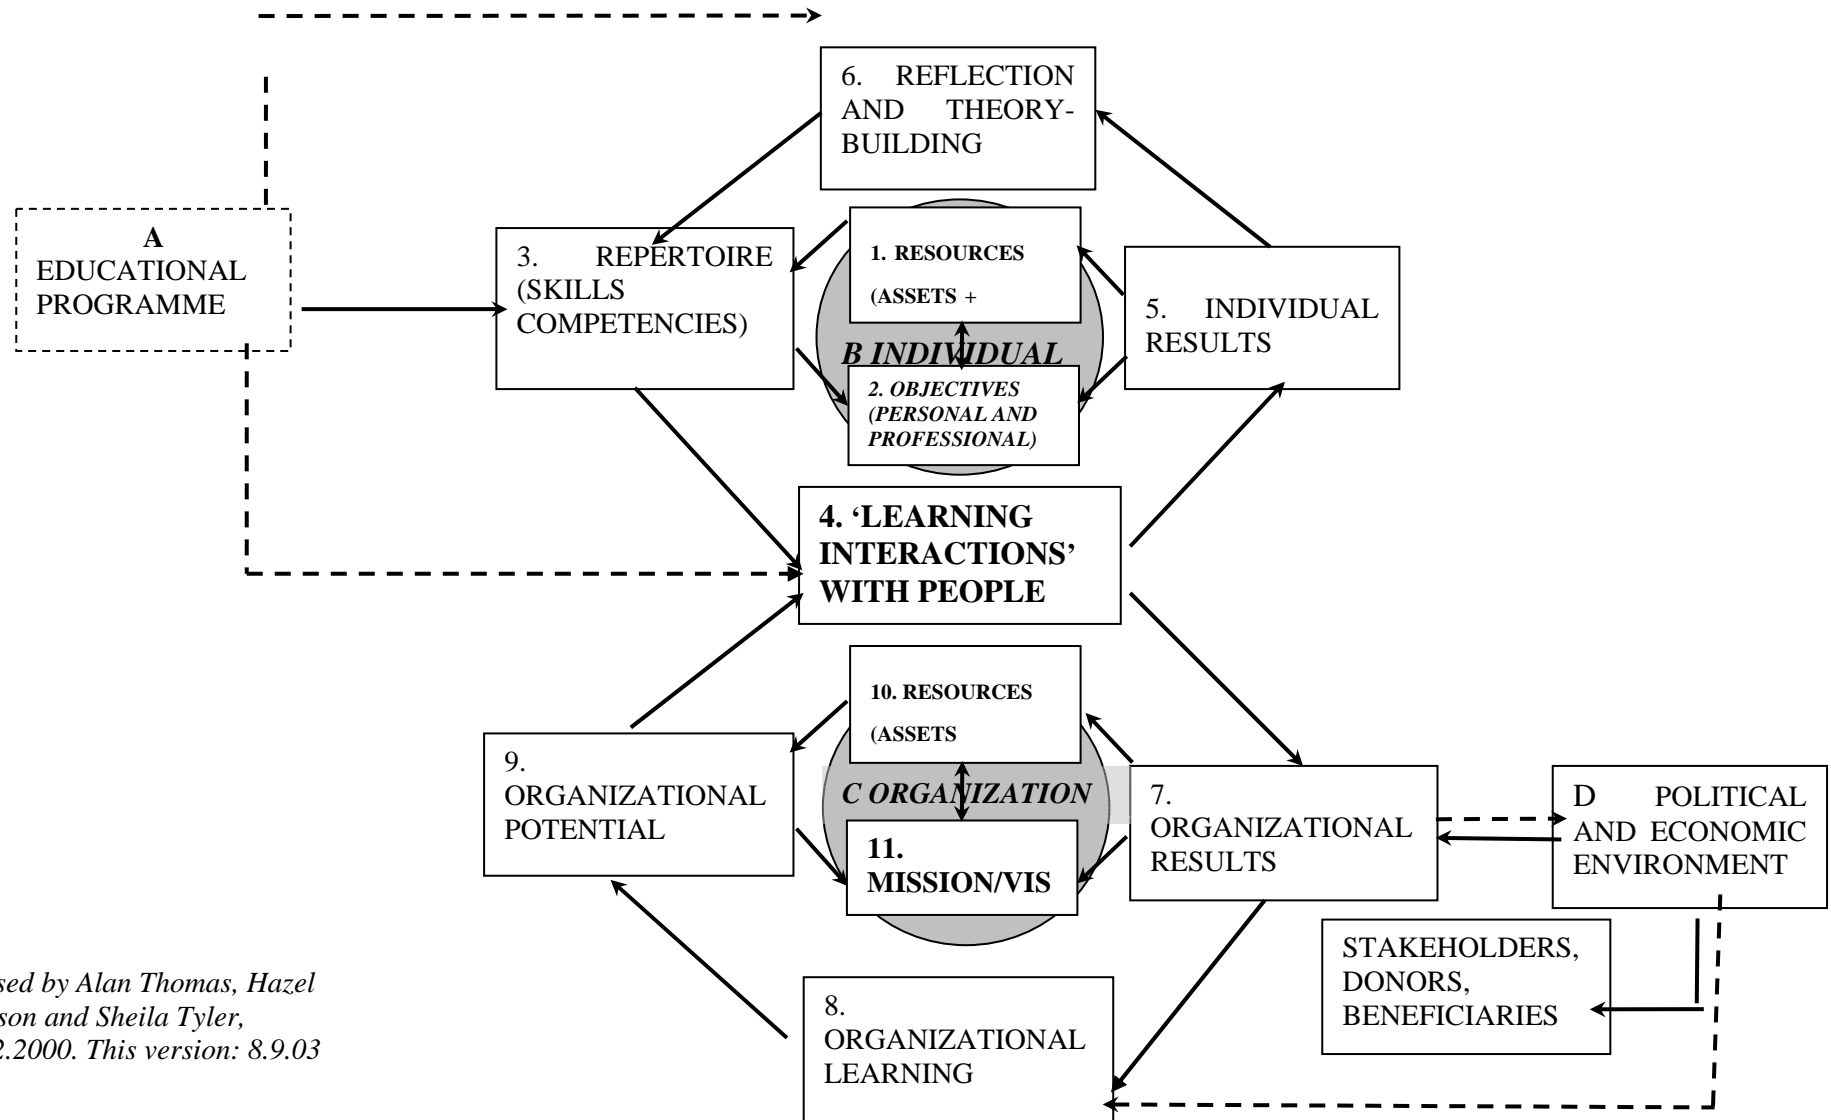 6. REFLECTION
AND THEORY-
BUILDING
A
EDUCATIONAL
PROGRAMME
3. REPERTOIRE
(SKILLS
COMPETENCIES)
1. RESOURCES
(ASSETS +
B INDIVIDUAL
2. OBJECTIVES
(PERSONAL AND
PROFESSIONAL)
5. INDIVIDUAL
RESULTS
4. ‘LEARNING
INTERACTIONS’
WITH PEOPLE
10. RESOURCES
(ASSETS
C ORGANIZATION
11.
MISSION/VIS
9.
ORGANIZATIONAL
POTENTIAL
7.
ORGANIZATIONAL
RESULTS
D POLITICAL
AND ECONOMIC
ENVIRONMENT
STAKEHOLDERS,
DONORS,
BENEFICIARIES
8.
ORGANIZATIONAL
LEARNING
sed by Alan Thomas, Hazel
son and Sheila Tyler,
2.2000. This version: 8.9.03